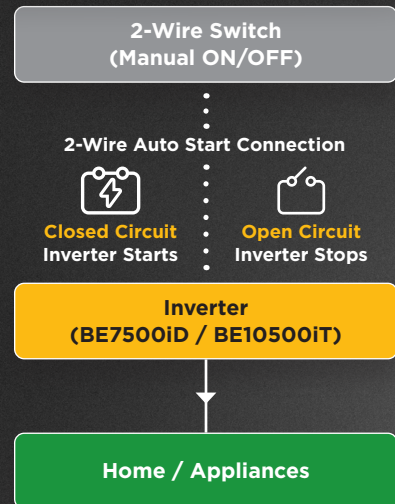 2-Wire Switch
(Manual ON/OFF)
2-Wire Auto Start Connection
Closed Circuit
Inverter Starts
Open Circuit
Inverter Stops
Inverter
(BE7500iD / BE10500iT)
Home / Appliances